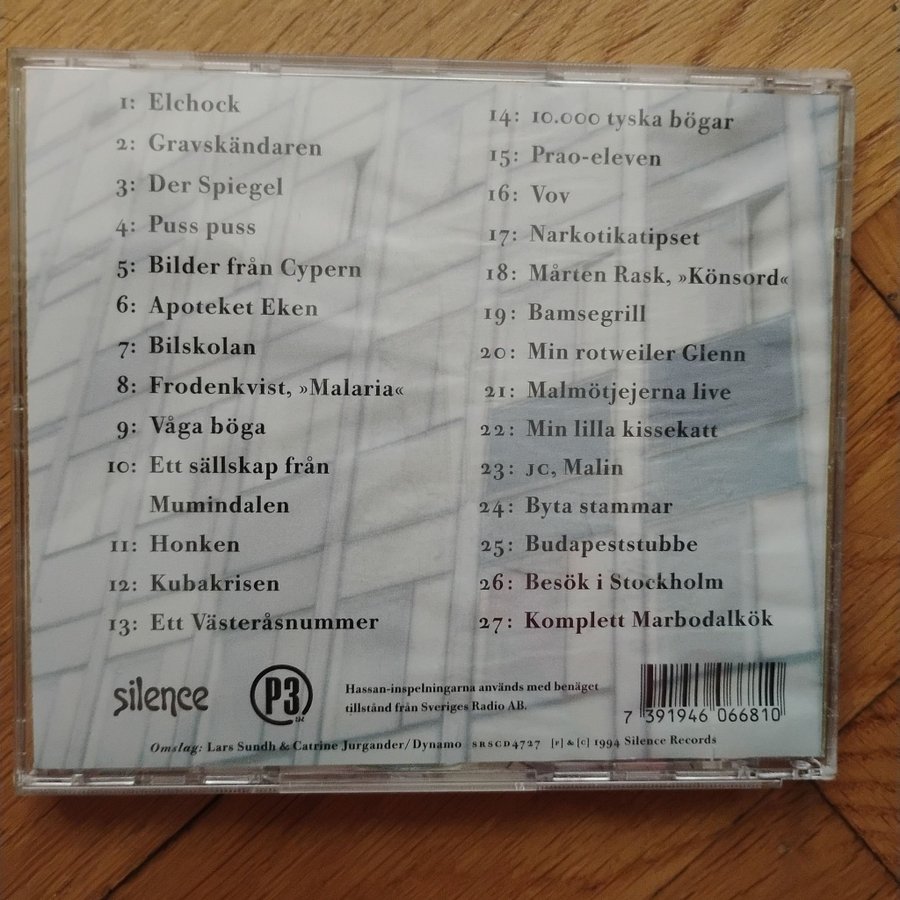 1: Elchock
2: Gravskändaren
3: Der Spiegel
4: Puss puss
5: Bilder från Cypern
6: Apoteket Eken
7: Bilskolan
8: Frodenkvist, »Malaria«
9: Våga böga
10: Ett sällskap från
Mumindalen
11: Honken
12: Kubakrisen
13: Ett Västeråsnummer
14: 10.000 tyska bögar
15: Prao-eleven
16: Vov
17: Narkotikatipset
18: Mårten Rask, »Könsord«
19: Bamsegrill
20: Min rotweiler Glenn
21: Malmötjejerna live
22: Min lilla kissekatt
23: JC, Malin
24: Byta stammar
25: Budapeststubbe
26: Besök i Stockholm
27: Komplett Marbodalkök
silence
P3
Hassan-inspelningarna används med benäget
tillstånd från Sveriges Radio AB.
7 391946 066810
Omslag: Lars Sundh & Catrine Jurgander/Dynamo SRSCD4727 [P] & [C] 1994 Silence Records